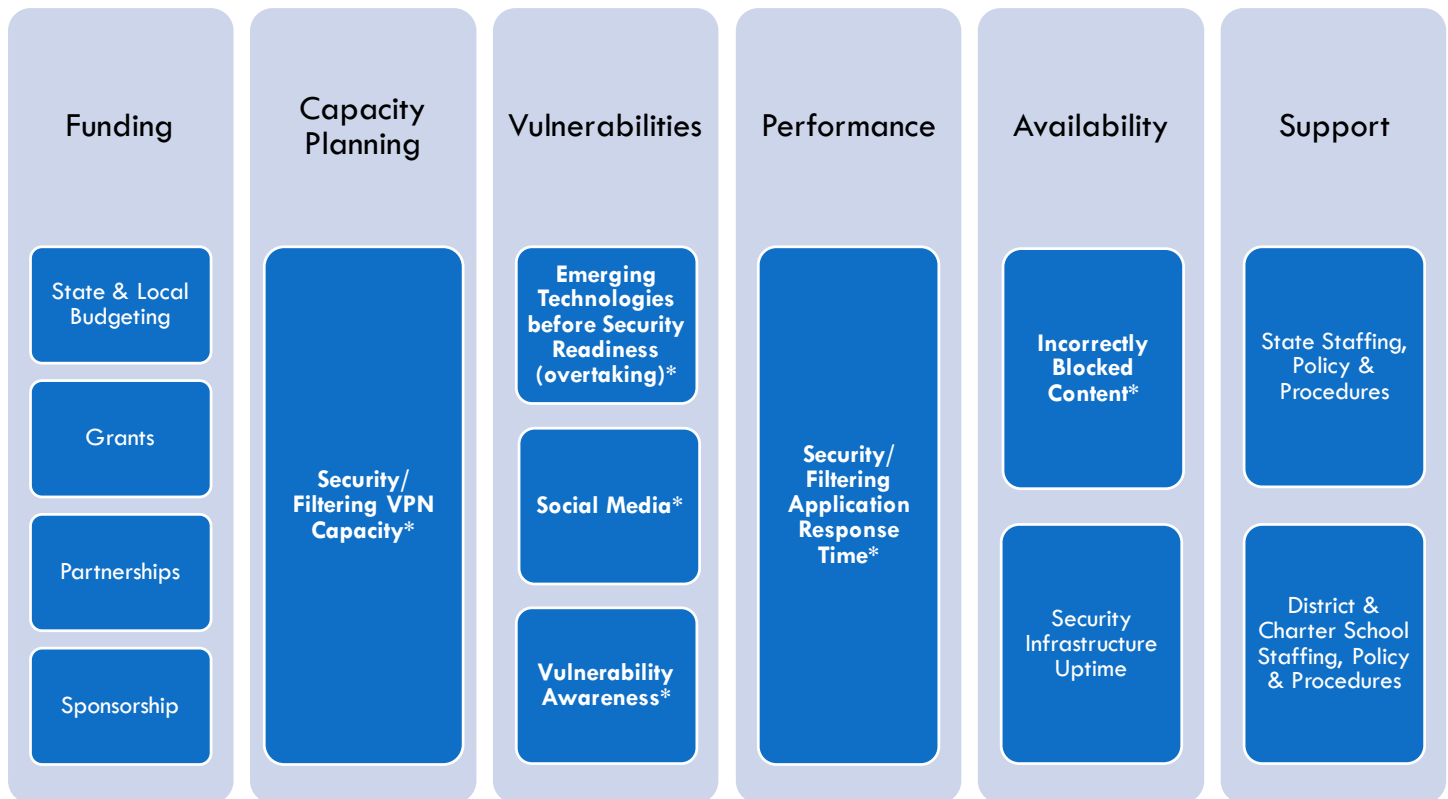 Funding
State & Local
Budgeting
Grants
Partnerships
Sponsorship
Capacity
Planning
Security/
Filtering VPN
Capacity*
Vulnerabilities
Emerging
Technologies
before Security
Readiness
(overtaking)*
Social Media*
Vulnerability
Awareness*
Performance
Security/
Filtering
Application
Response
Time*
Availability
Incorrectly
Blocked
Content*
Security
Infrastructure
Uptime
Support
State Staffing,
Policy &
Procedures
District &
Charter School
Staffing, Policy
& Procedures